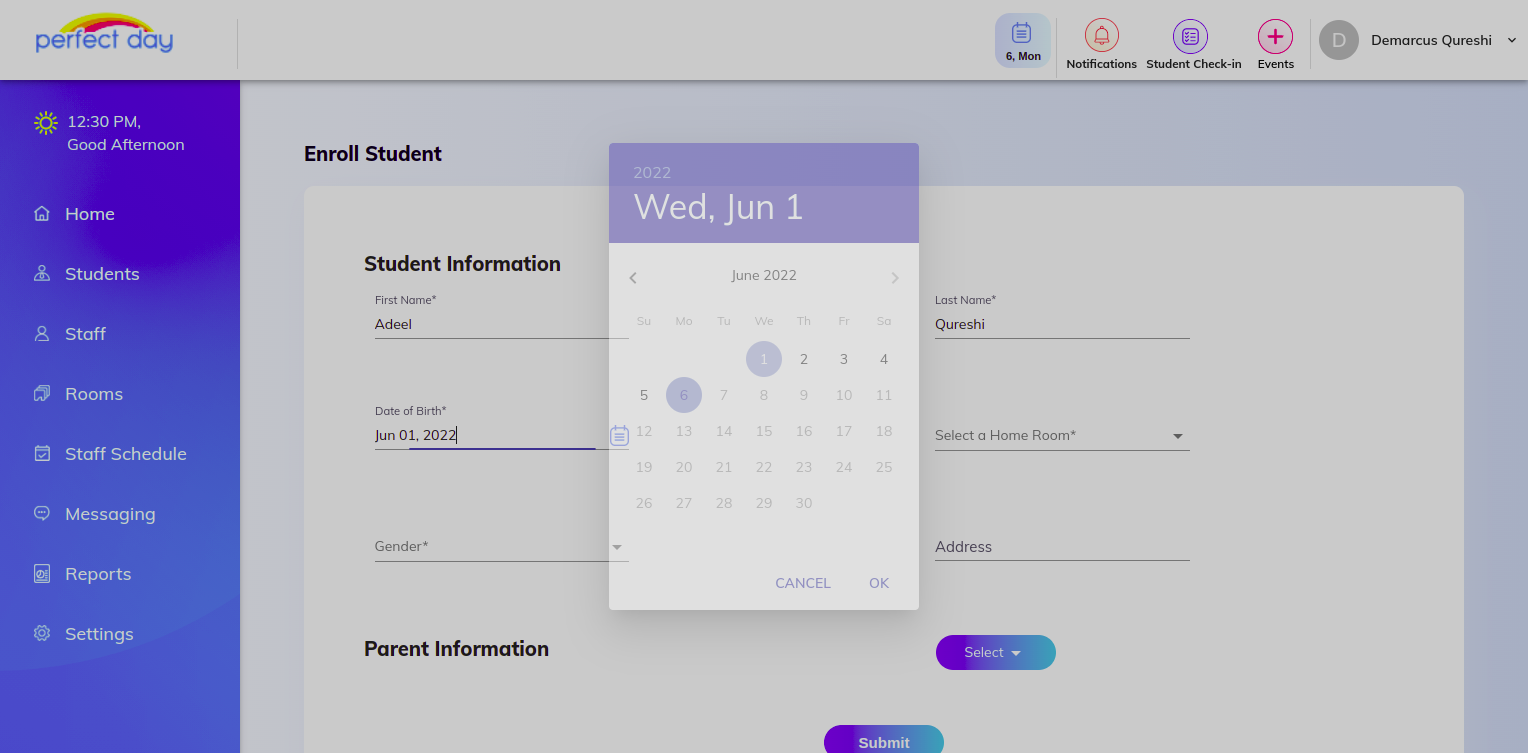 perfect day
6, Mon
Notifications
Student Check-in
Events
D
Demarcus Qureshi
12:30 PM,
Good Afternoon
Home
Students
Staff
Rooms
Staff Schedule
Messaging
Reports
Settings
Enroll Student
Student Information
First Name*
Adeel
Last Name*
Qureshi
Date of Birth*
Jun 01, 2022
Select a Home Room*
Gender*
Address
Parent Information
Select
Submit
2022
Wed, Jun 1
June 2022
Su Mo Tu We Th Fr Sa
1 2 3 4
5 6 7 8 9 10 11
12 13 14 15 16 17 18
19 20 21 22 23 24 25
26 27 28 29 30
CANCEL OK